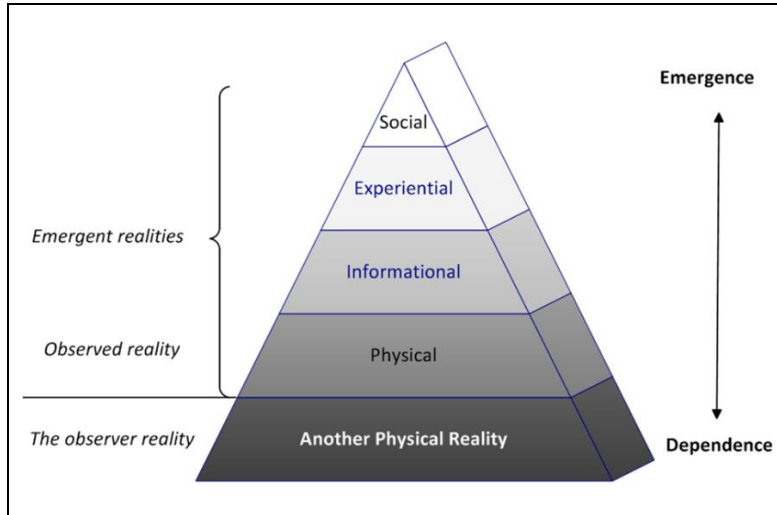 Emergence
Social
Experiential
Emergent realities
Informational
Observed reality
Physical
The observer reality
Another Physical Reality
Dependence